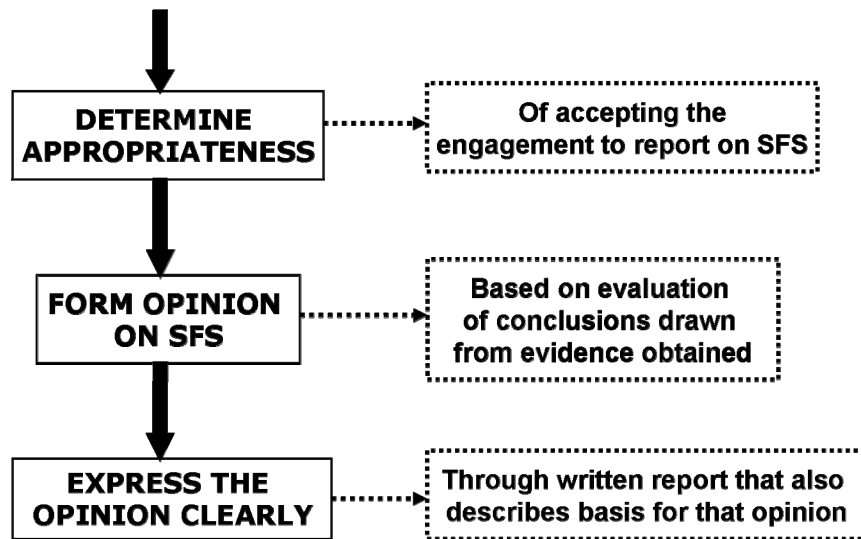 DETERMINE
APPROPRIATENESS
Of accepting the
engagement to report on SFS
FORM OPINION
ON SFS
Based on evaluation
of conclusions drawn
from evidence obtained
EXPRESS THE
OPINION CLEARLY
Through written report that also
describes basis for that opinion